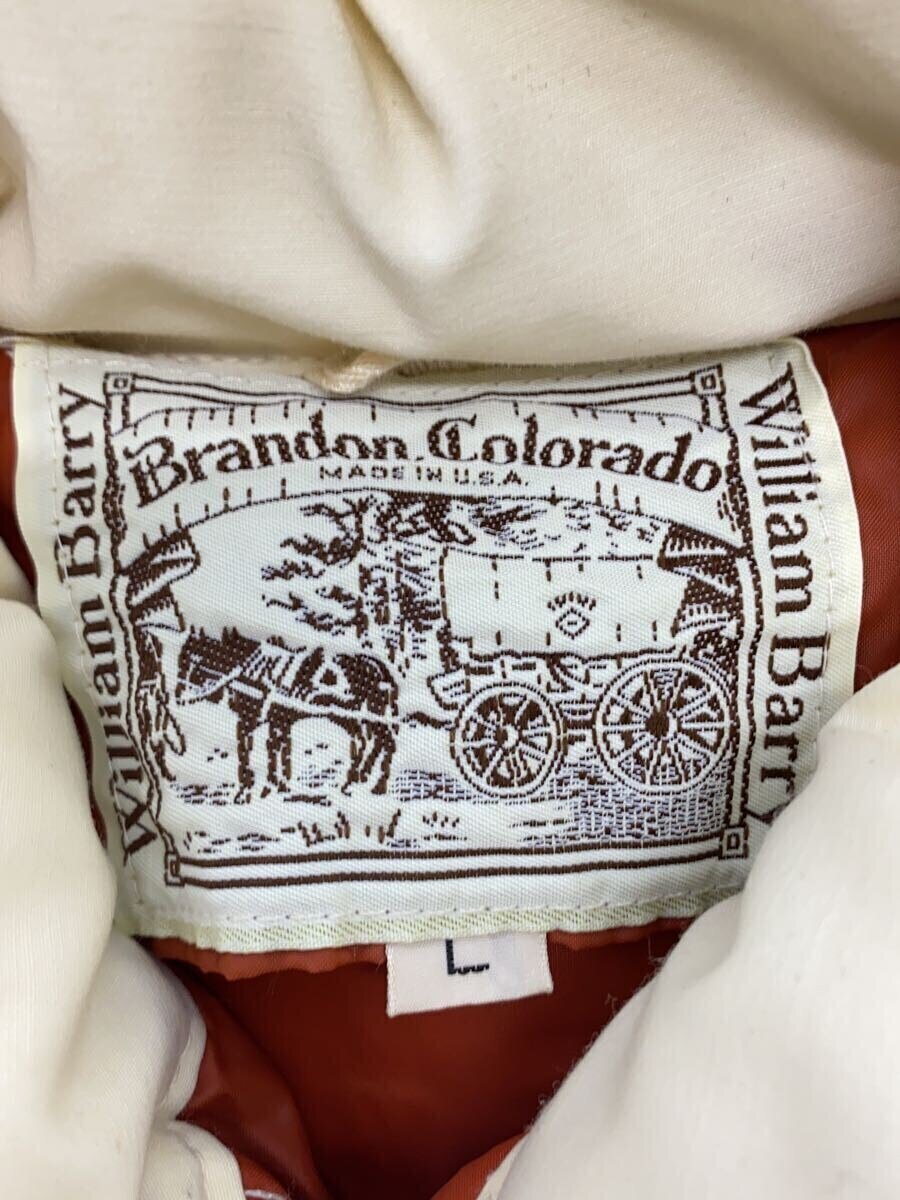 Brandon, Colorado
MADE IN U.S.A.
William Barry
William Barry
L